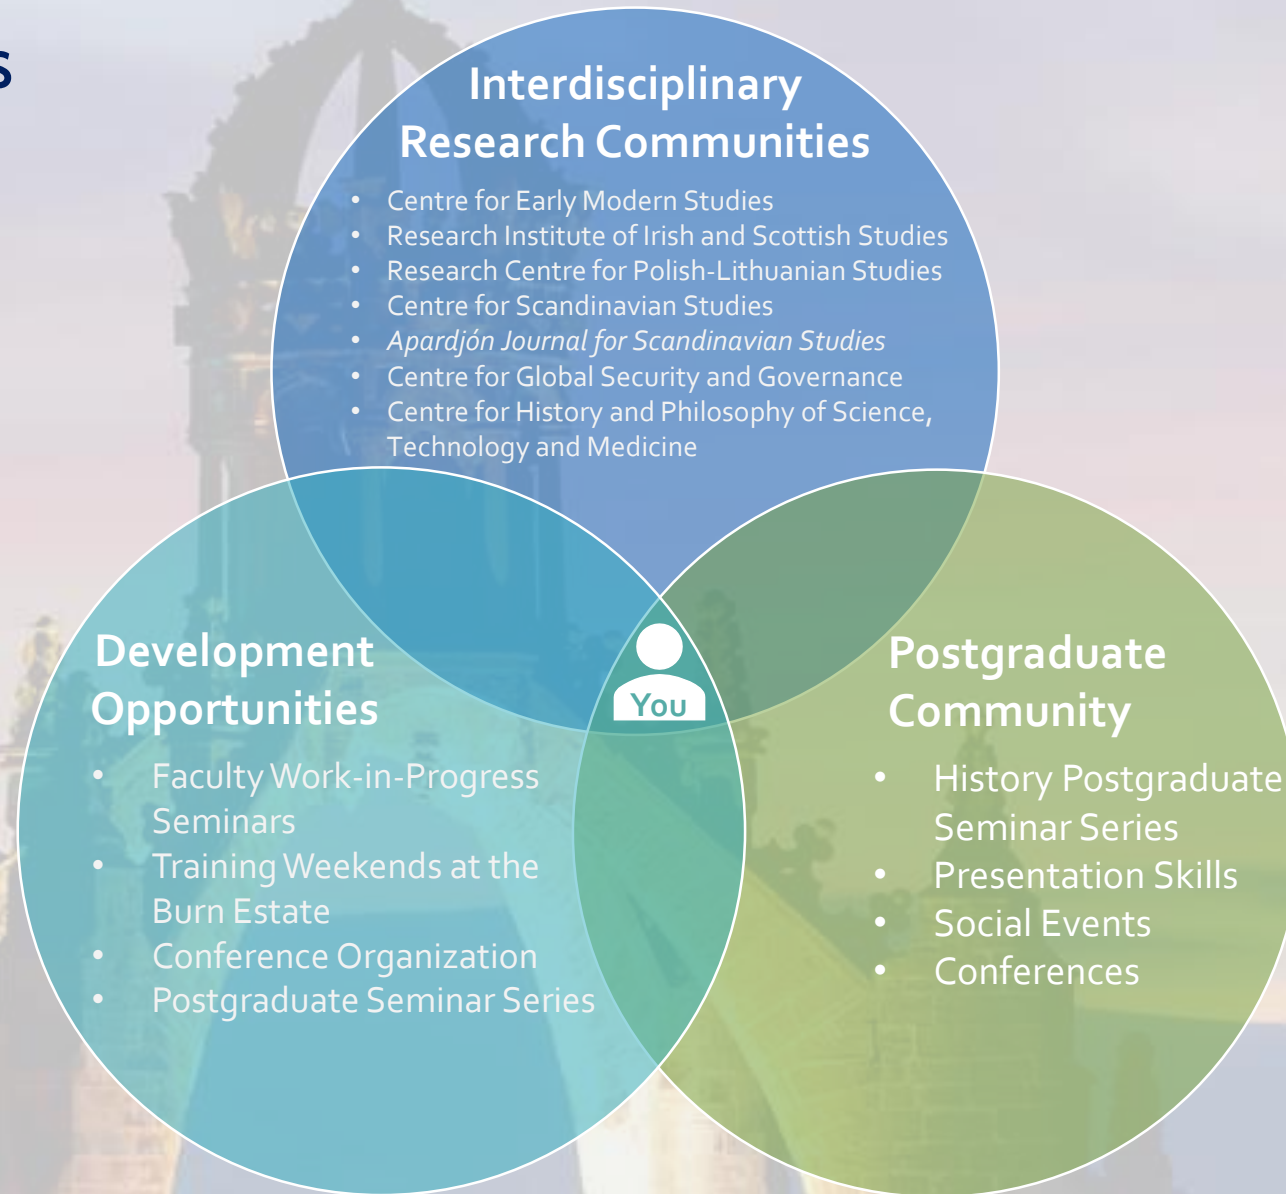 s
Interdisciplinary
Research Communities
• Centre for Early Modern Studies
• Research Institute of Irish and Scottish Studies
• Research Centre for Polish-Lithuanian Studies
• Centre for Scandinavian Studies
• Apardjón Journal for Scandinavian Studies
• Centre for Global Security and Governance
• Centre for History and Philosophy of Science,
Technology and Medicine
Development
Opportunities
• Faculty Work-in-Progress
Seminars
• Training Weekends at the
Burn Estate
• Conference Organization
• Postgraduate Seminar Series
You
Postgraduate
Community
• History Postgraduate
Seminar Series
• Presentation Skills
• Social Events
• Conferences